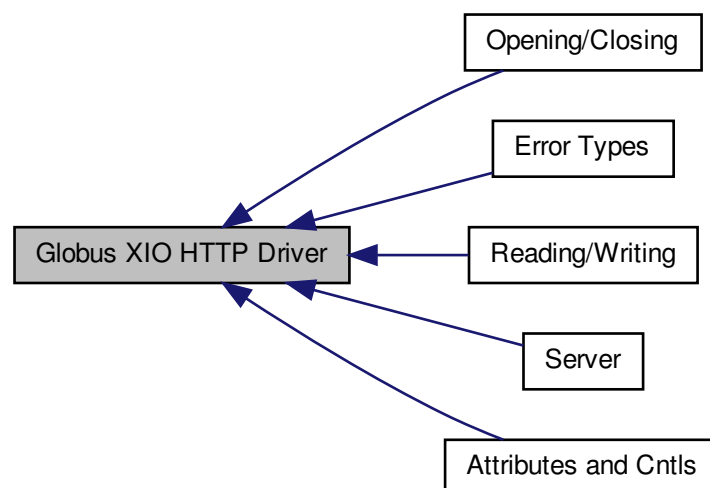 Opening/Closing
Error Types
Globus XIO HTTP Driver
Reading/Writing
Server
Attributes and Cntls